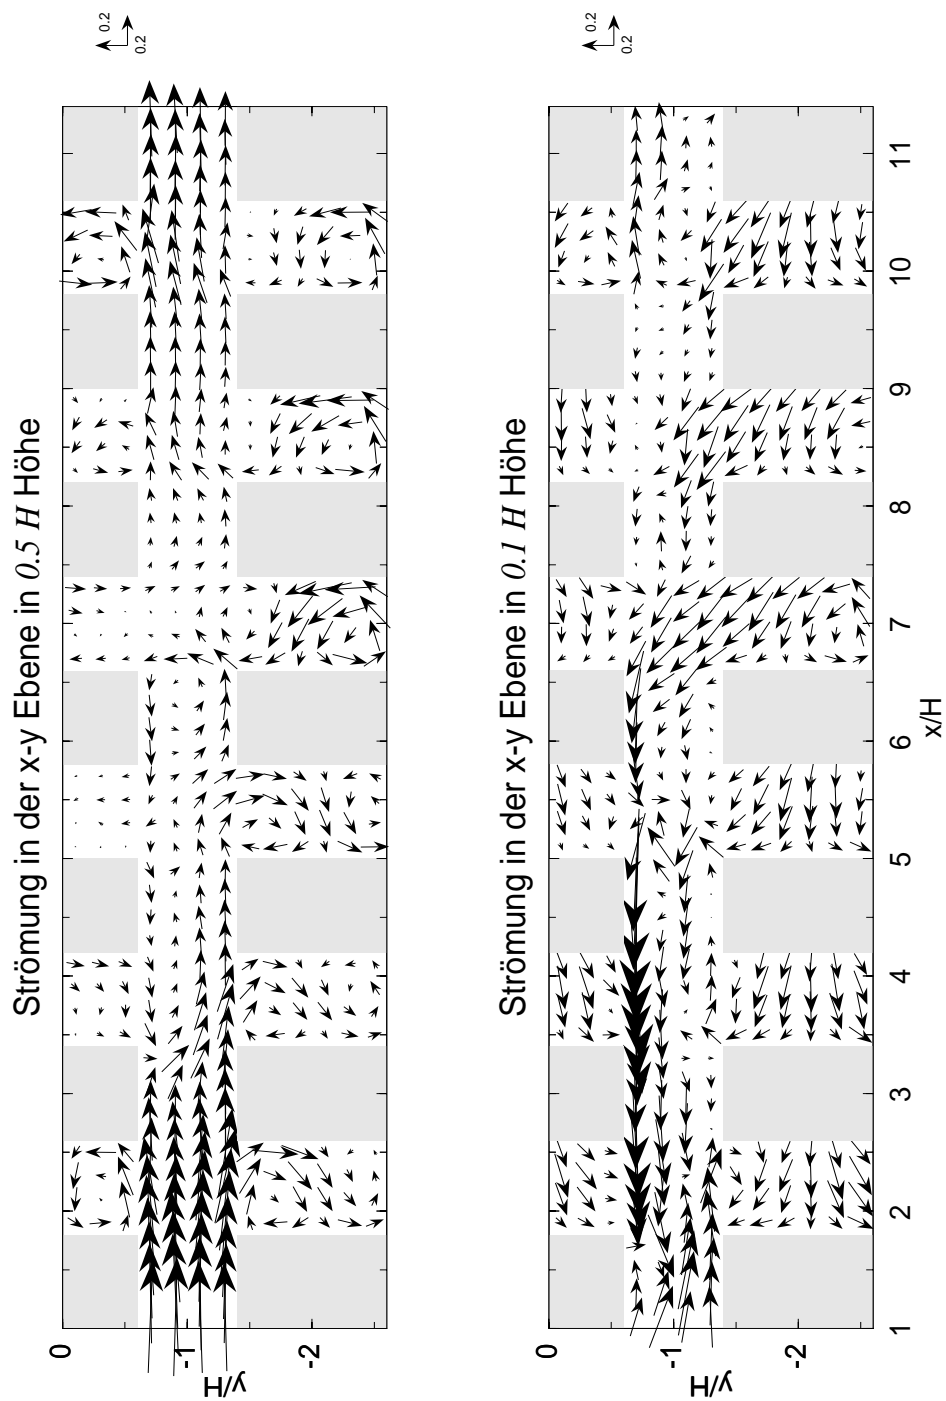 Strömung in der x-y Ebene in 0.5 H Höhe
0.2
0.2
0
-1
-2
y/H
Strömung in der x-y Ebene in 0.1 H Höhe
0.2
0.2
0
-1
-2
y/H
1 2 3 4 5 6 7 8 9 10 11
x/H